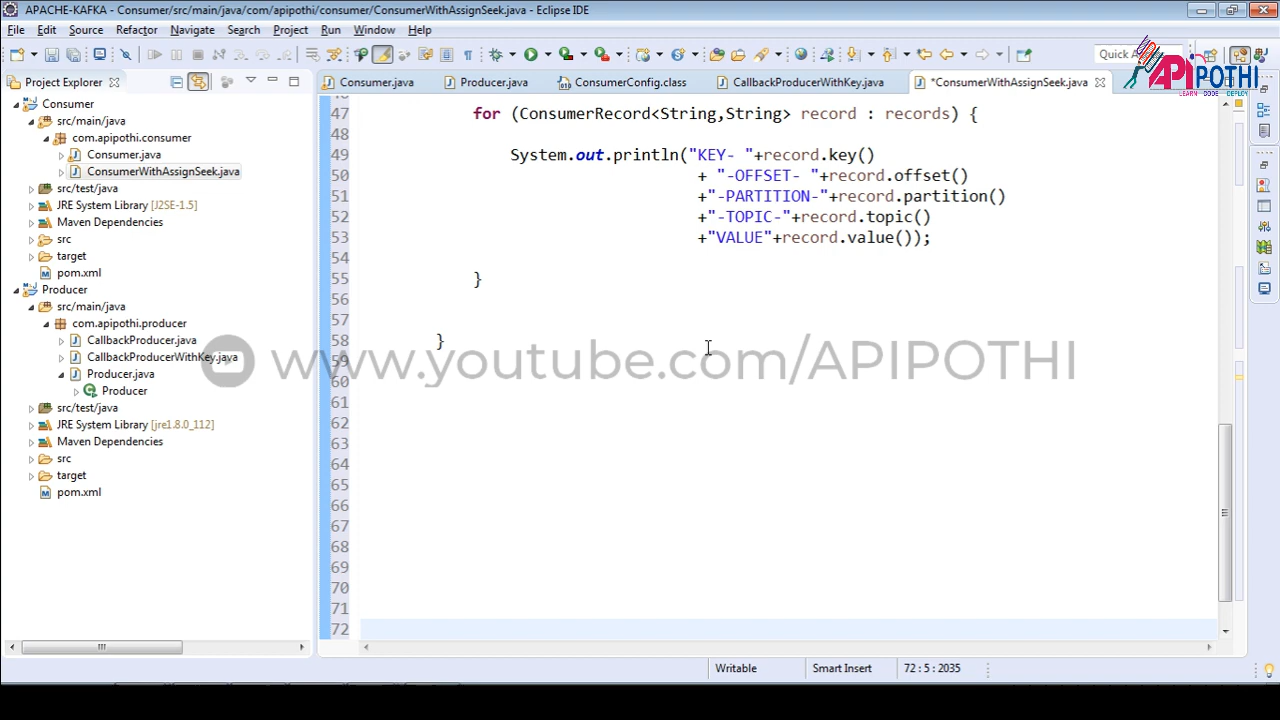 APACHE-KAFKA - Consumer/src/main/java/com/apipothi/consumer/ConsumerWithAssignSeek.java - Eclipse IDE
File Edit Source Refactor Navigate Search Project Run Window Help
Quick A
APiPOTHI
LEARN CODE DEPLOY
Project Explorer
Consumer.java
Producer.java
ConsumerConfig.class
CallbackProducerWithKey.java
*ConsumerWithAssignSeek.java
Consumer
src/main/java
com.apipothi.consumer
Consumer.java
ConsumerWithAssignSeek.java
src/test/java
JRE System Library [J2SE-1.5]
Maven Dependencies
src
target
pom.xml
Producer
src/main/java
com.apipothi.producer
CallbackProducer.java
CallbackProducerWithKey.java
Producer.java
Producer
src/test/java
JRE System Library [jre1.8.0_112]
Maven Dependencies
src
target
pom.xml
47 for (ConsumerRecord<String,String> record : records) {
48
49 System.out.println("KEY- "+record.key()
50 + "-OFFSET- "+record.offset()
51 +"-PARTITION-"+record.partition()
52 +"-TOPIC-"+record.topic()
53 +"VALUE"+record.value());
54
55 }
56
57
58 }
59
60
61
62
63
64
65
66
67
68
69
70
71
72
www.youtube.com/APIPOTHI
Writable
Smart Insert
72 : 5 : 2035